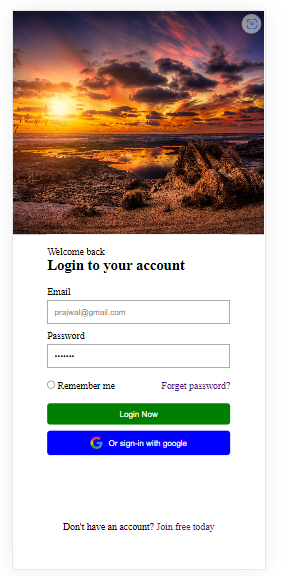 Welcome back
Login to your account
Email
prajwal@gmail.com
Password
•••••••
Remember me Forget password?
Login Now
Or sign-in with google
Don't have an account? Join free today